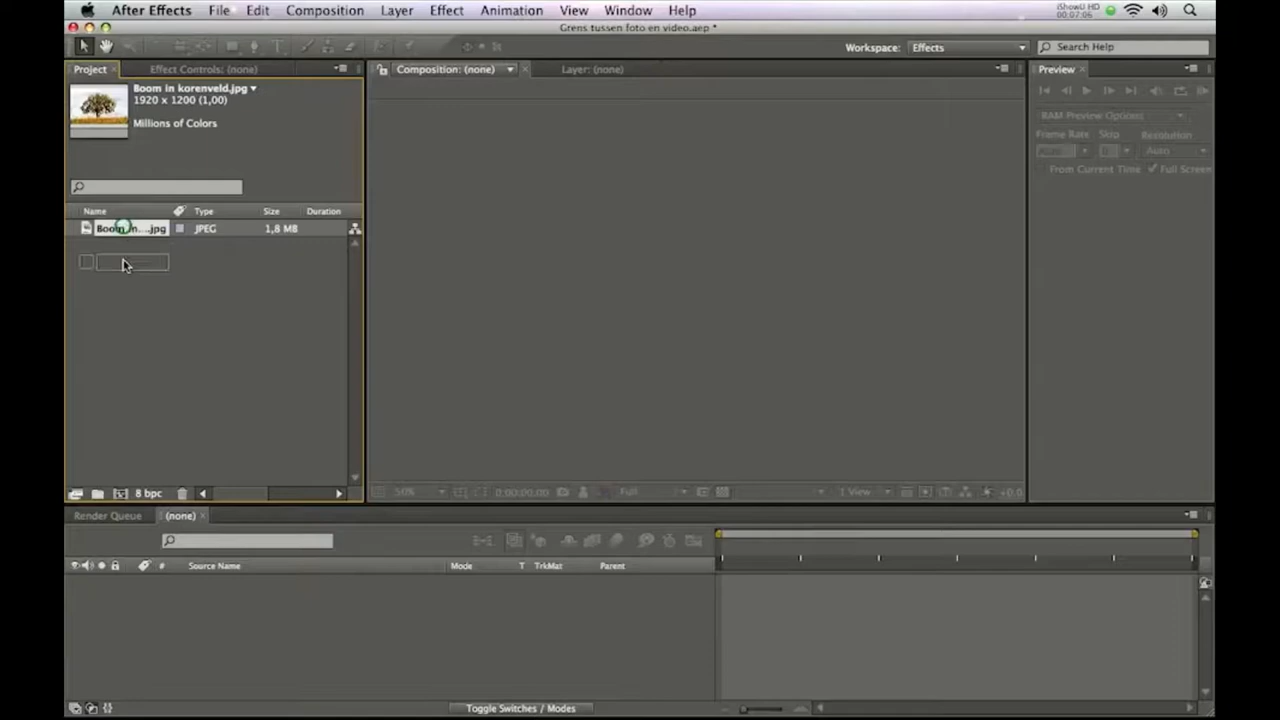 After Effects File Edit Composition Layer Effect Animation View Window Help
iShowU HD
00:07:06
Grens tussen foto en video.aep *
Workspace: Effects
Search Help
Project
Effect Controls: (none)
Composition: (none)
Layer: (none)
Preview
Boom in korenveld.jpg
1920 x 1200 (1,00)
Millions of Colors
RAM Preview Options
Frame Rate Skip Resolution
Auto
From Current Time Full Screen
Name Type Size Duration
Boom in....jpg JPEG 1,8 MB
8 bpc
50% 0:00:00:00 Full 1 View +0,0
Render Queue (none)
# Source Name Mode T TrkMat Parent
Toggle Switches / Modes